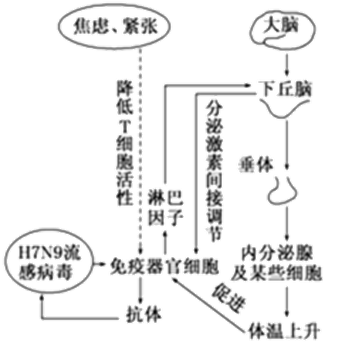 焦虑、紧张
大脑
降低T细胞活性
分泌激素间接调节
下丘脑
淋巴
因子
垂体
H7N9流
感病毒
免疫器官细胞
内分泌腺
及某些细胞
促进
抗体
体温上升